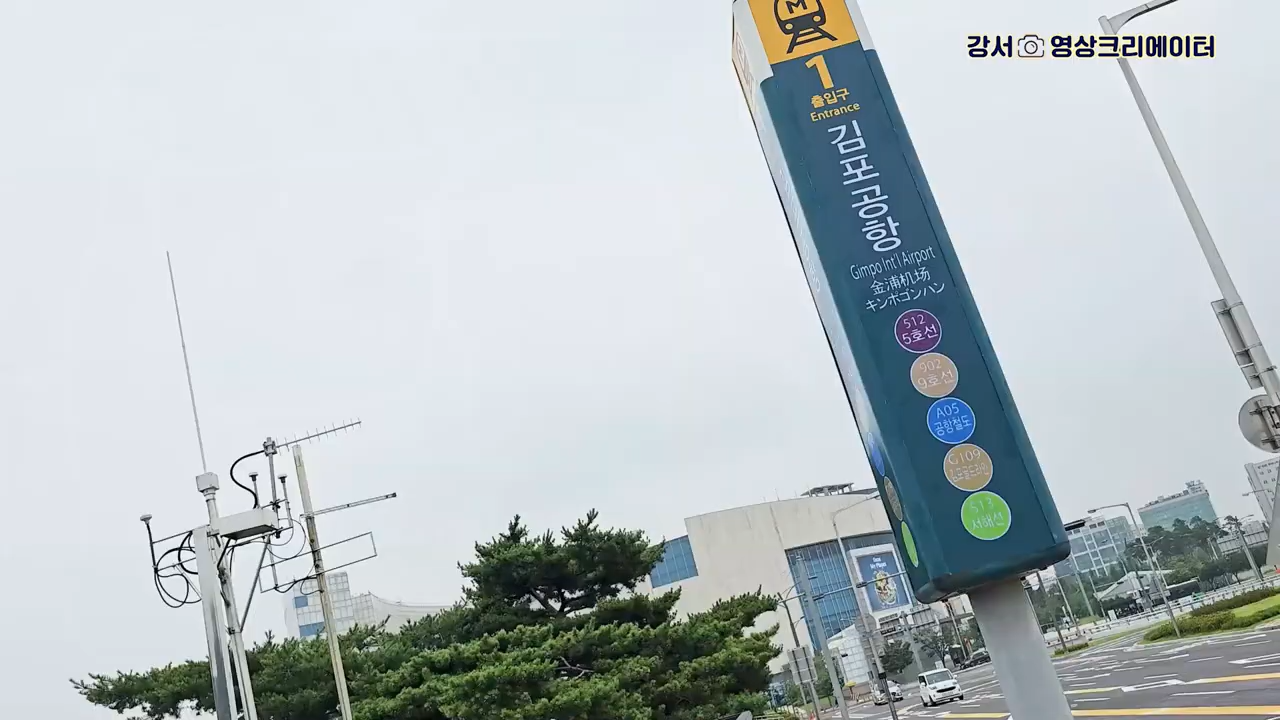 강서 영상크리에이터
M
1
출입구
Entrance
김포공항
Gimpo Int'l Airport
金浦机场
キンポゴンハン
512
5호선
902
9호선
A05
공항철도
G109
김포골드라인
S13
서해선